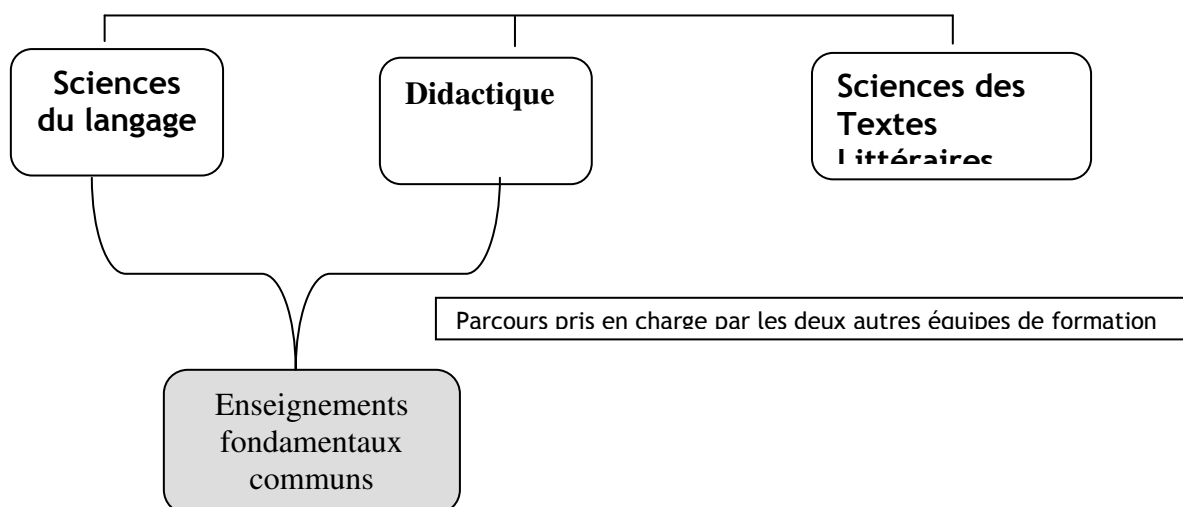 Sciences
du langage
Didactique
Sciences des
Textes
Littéraires
Parcours pris en charge par les deux autres équipes de formation
Enseignements
fondamentaux
communs